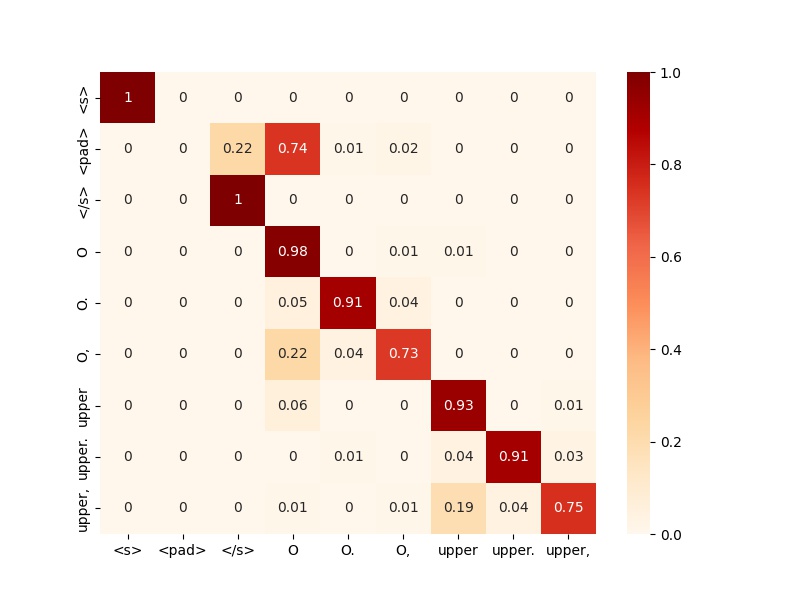 <s> 1 0 0 0 0 0 0 0 0
<pad> 0 0 0.22 0.74 0.01 0.02 0 0 0
</s> 0 0 1 0 0 0 0 0 0
O 0 0 0 0.98 0 0.01 0.01 0 0
O. 0 0 0 0.05 0.91 0.04 0 0 0
O, 0 0 0 0.22 0.04 0.73 0 0 0
upper 0 0 0 0.06 0 0 0.93 0 0.01
upper. 0 0 0 0 0.01 0 0.04 0.91 0.03
upper, 0 0 0 0.01 0 0.01 0.19 0.04 0.75
<s> <pad> </s> O O. O, upper upper. upper,
1.0
0.8
0.6
0.4
0.2
0.0